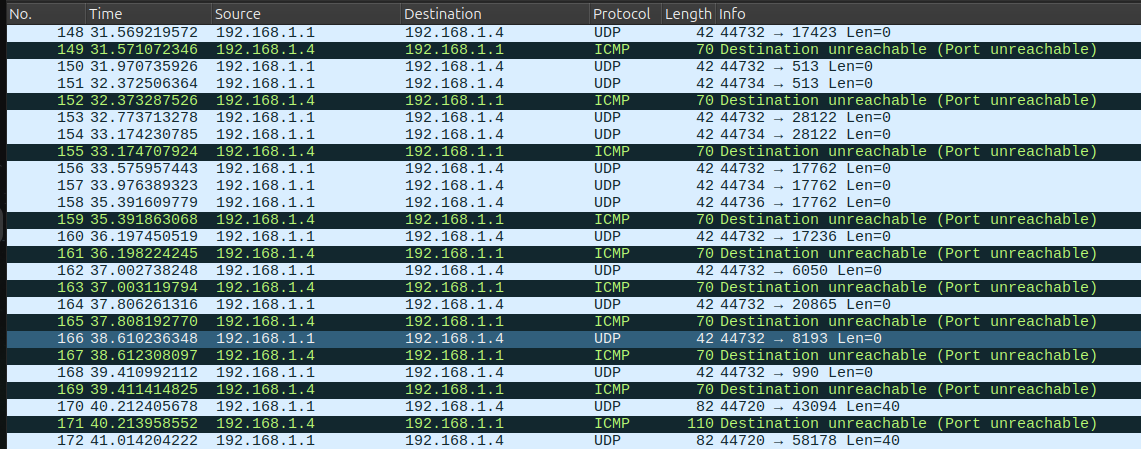 No. Time Source Destination Protocol Length Info
148 31.569219572 192.168.1.1 192.168.1.4 UDP 42 44732 → 17423 Len=0
149 31.571072346 192.168.1.4 192.168.1.1 ICMP 70 Destination unreachable (Port unreachable)
150 31.970735926 192.168.1.1 192.168.1.4 UDP 42 44732 → 513 Len=0
151 32.372506364 192.168.1.1 192.168.1.4 UDP 42 44734 → 513 Len=0
152 32.373287526 192.168.1.4 192.168.1.1 ICMP 70 Destination unreachable (Port unreachable)
153 32.773713278 192.168.1.1 192.168.1.4 UDP 42 44732 → 28122 Len=0
154 33.174230785 192.168.1.1 192.168.1.4 UDP 42 44734 → 28122 Len=0
155 33.174707924 192.168.1.4 192.168.1.1 ICMP 70 Destination unreachable (Port unreachable)
156 33.575957443 192.168.1.1 192.168.1.4 UDP 42 44732 → 17762 Len=0
157 33.976389323 192.168.1.1 192.168.1.4 UDP 42 44734 → 17762 Len=0
158 35.391609779 192.168.1.1 192.168.1.4 UDP 42 44736 → 17762 Len=0
159 35.391863068 192.168.1.4 192.168.1.1 ICMP 70 Destination unreachable (Port unreachable)
160 36.197450519 192.168.1.1 192.168.1.4 UDP 42 44732 → 17236 Len=0
161 36.198224245 192.168.1.4 192.168.1.1 ICMP 70 Destination unreachable (Port unreachable)
162 37.002738248 192.168.1.1 192.168.1.4 UDP 42 44732 → 6050 Len=0
163 37.003119794 192.168.1.4 192.168.1.1 ICMP 70 Destination unreachable (Port unreachable)
164 37.806261316 192.168.1.1 192.168.1.4 UDP 42 44732 → 20865 Len=0
165 37.808192770 192.168.1.4 192.168.1.1 ICMP 70 Destination unreachable (Port unreachable)
166 38.610236348 192.168.1.1 192.168.1.4 UDP 42 44732 → 8193 Len=0
167 38.612308097 192.168.1.4 192.168.1.1 ICMP 70 Destination unreachable (Port unreachable)
168 39.410992112 192.168.1.1 192.168.1.4 UDP 42 44732 → 990 Len=0
169 39.411414825 192.168.1.4 192.168.1.1 ICMP 70 Destination unreachable (Port unreachable)
170 40.212405678 192.168.1.1 192.168.1.4 UDP 82 44720 → 43094 Len=40
171 40.213958552 192.168.1.4 192.168.1.1 ICMP 110 Destination unreachable (Port unreachable)
172 41.014204222 192.168.1.1 192.168.1.4 UDP 82 44720 → 58178 Len=40